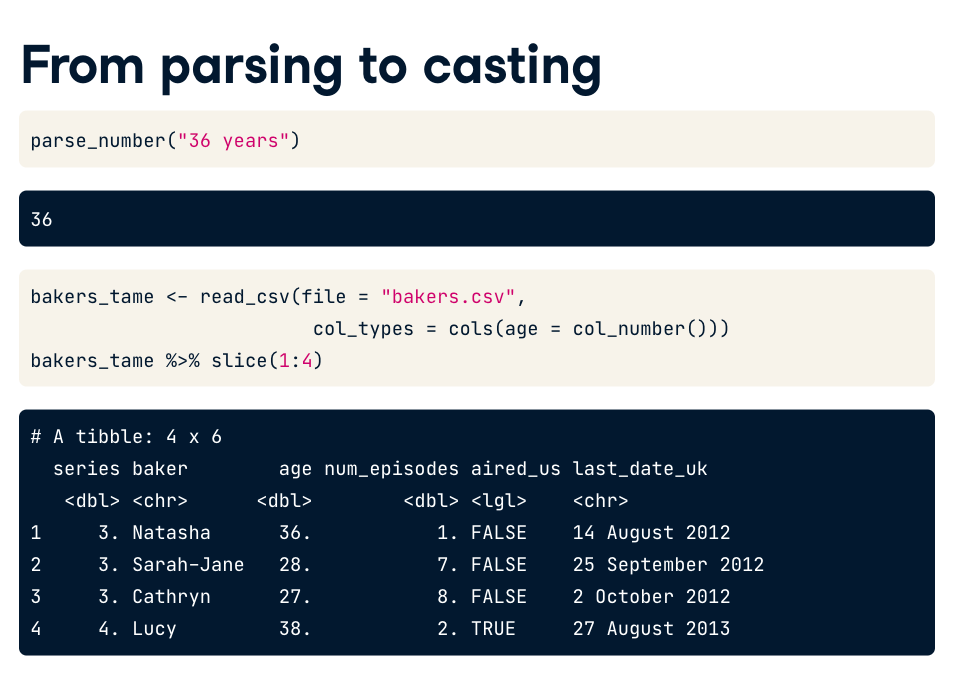 From parsing to casting
parse_number("36 years")
36
bakers_tame <- read_csv(file = "bakers.csv",
                         col_types = cols(age = col_number()))
bakers_tame %>% slice(1:4)
# A tibble: 4 x 6
  series baker        age num_episodes aired_us last_date_uk
   <dbl> <chr>      <dbl>        <dbl> <lgl>    <chr>
1     3. Natasha      36.           1. FALSE    14 August 2012
2     3. Sarah-Jane   28.           7. FALSE    25 September 2012
3     3. Cathryn      27.           8. FALSE    2 October 2012
4     4. Lucy         38.           2. TRUE     27 August 2013